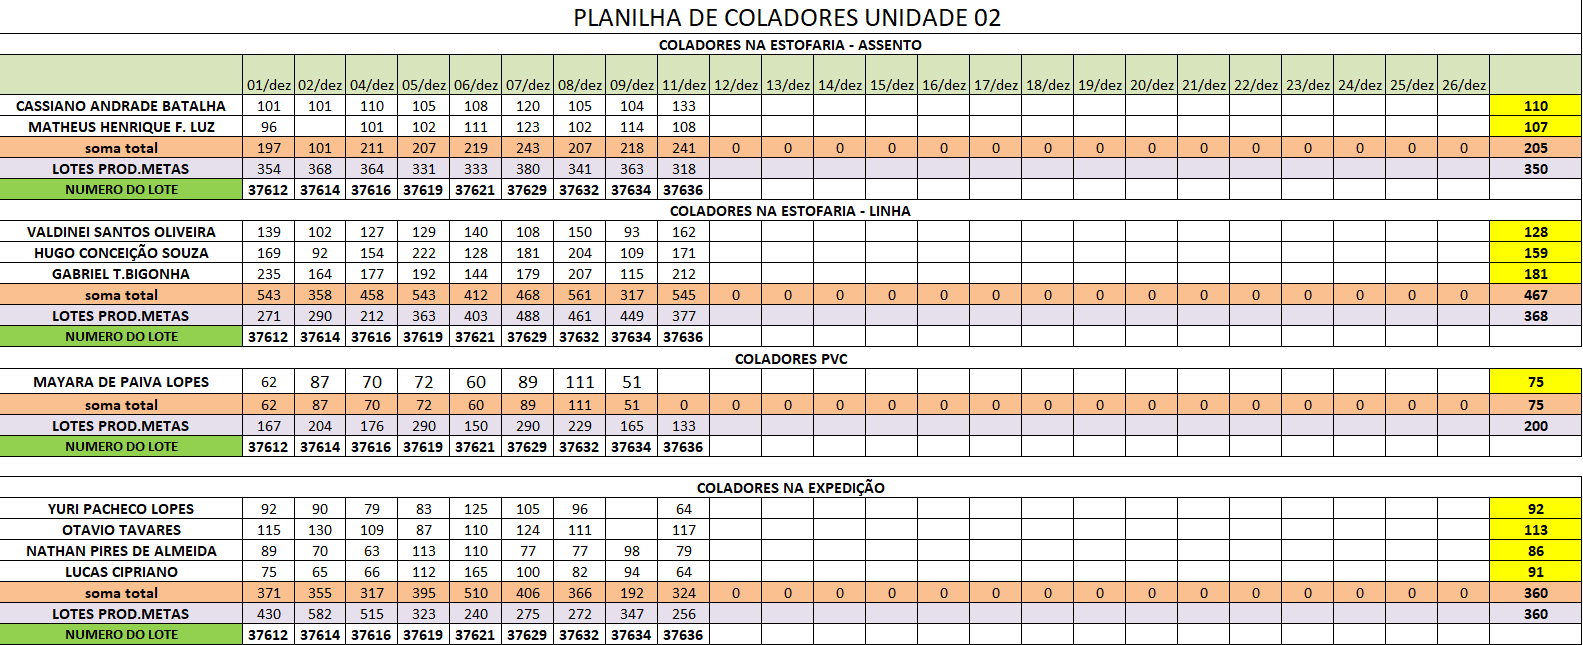 PLANILHA DE COLADORES UNIDADE 02
COLADORES NA ESTOFARIA - ASSENTO
01/dez 02/dez 04/dez 05/dez 06/dez 07/dez 08/dez 09/dez 11/dez 12/dez 13/dez 14/dez 15/dez 16/dez 17/dez 18/dez 19/dez 20/dez 21/dez 22/dez 23/dez 24/dez 25/dez 26/dez
CASSIANO ANDRADE BATALHA 101 101 110 105 108 120 105 104 133 110
MATHEUS HENRIQUE F. LUZ 96 101 102 111 123 102 114 108 107
soma total 197 101 211 207 219 243 207 218 241 0 0 0 0 0 0 0 0 0 0 0 0 0 0 0 205
LOTES PROD.METAS 354 368 364 331 333 380 341 363 318 350
NUMERO DO LOTE 37612 37614 37616 37619 37621 37629 37632 37634 37636
COLADORES NA ESTOFARIA - LINHA
VALDINEI SANTOS OLIVEIRA 139 102 127 129 140 108 150 93 162 128
HUGO CONCEIÇÃO SOUZA 169 92 154 222 128 181 204 109 171 159
GABRIEL T.BIGONHA 235 164 177 192 144 179 207 115 212 181
soma total 543 358 458 543 412 468 561 317 545 0 0 0 0 0 0 0 0 0 0 0 0 0 0 0 467
LOTES PROD.METAS 271 290 212 363 403 488 461 449 377 368
NUMERO DO LOTE 37612 37614 37616 37619 37621 37629 37632 37634 37636
COLADORES PVC
MAYARA DE PAIVA LOPES 62 87 70 72 60 89 111 51 75
soma total 62 87 70 72 60 89 111 51 0 0 0 0 0 0 0 0 0 0 0 0 0 0 0 0 75
LOTES PROD.METAS 167 204 176 290 150 290 229 165 133 200
NUMERO DO LOTE 37612 37614 37616 37619 37621 37629 37632 37634 37636
COLADORES NA EXPEDIÇÃO
YURI PACHECO LOPES 92 90 79 83 125 105 96 64 92
OTAVIO TAVARES 115 130 109 87 110 124 111 117 113
NATHAN PIRES DE ALMEIDA 89 70 63 113 110 77 77 98 79 86
LUCAS CIPRIANO 75 65 66 112 165 100 82 94 64 91
soma total 371 355 317 395 510 406 366 192 324 0 0 0 0 0 0 0 0 0 0 0 0 0 0 0 360
LOTES PROD.METAS 430 582 515 323 240 275 272 347 256 360
NUMERO DO LOTE 37612 37614 37616 37619 37621 37629 37632 37634 37636